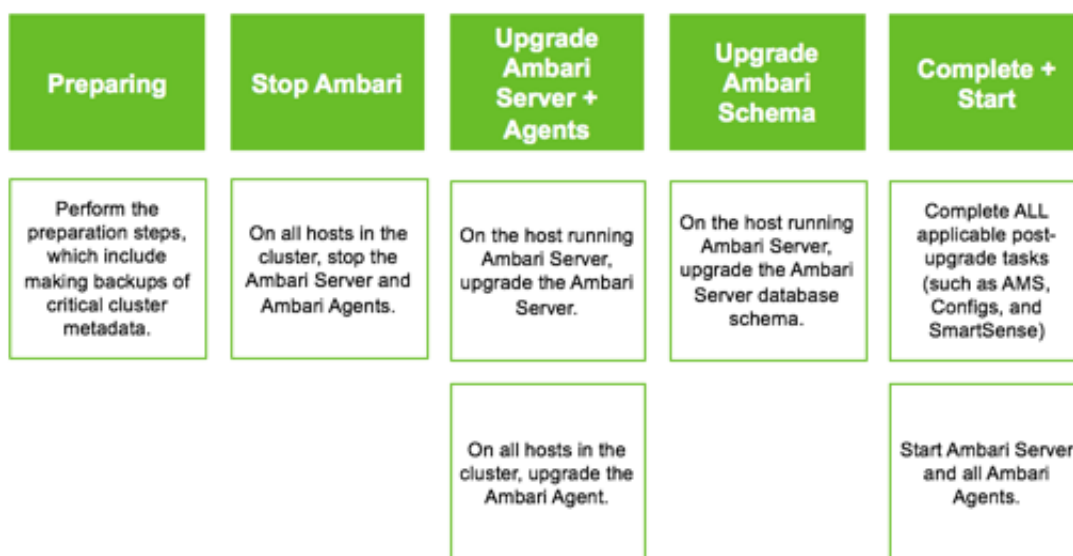 Preparing
Stop Ambari
Upgrade
Ambari
Server +
Agents
Upgrade
Ambari
Schema
Complete +
Start
Perform the
preparation steps,
which include
making backups of
critical cluster
metadata.
On all hosts in the
cluster, stop the
Ambari Server and
Ambari Agents.
On the host running
Ambari Server,
upgrade the Ambari
Server.
On the host running
Ambari Server,
upgrade the Ambari
Server database
schema.
Complete ALL
applicable post-
upgrade tasks
(such as AMS,
Configs, and
SmartSense)
On all hosts in the
cluster, upgrade the
Ambari Agent.
Start Ambari Server
and all Ambari
Agents.